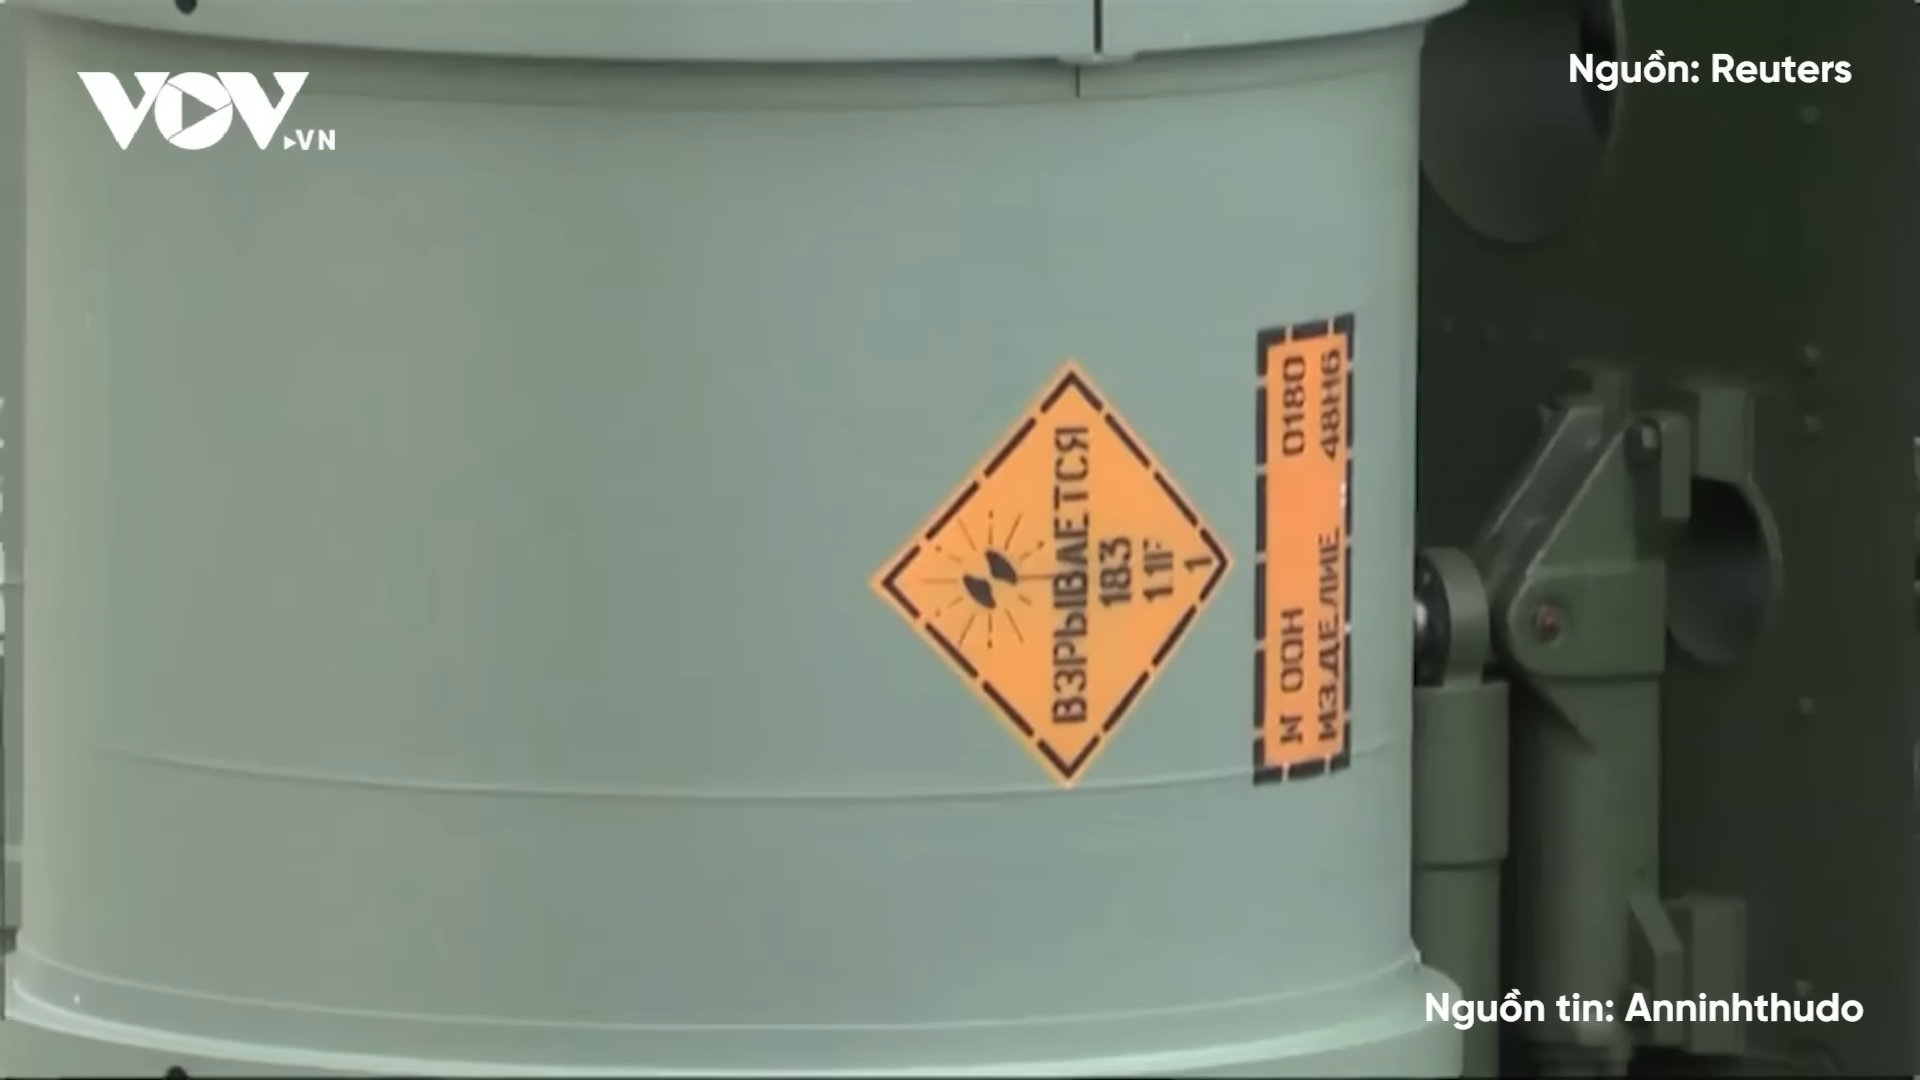 VOV.VN
Nguồn: Reuters
ВЗРЫВАЕТСЯ
183
1.1F
1
N ООН 0180
ИЗДЕЛИЕ 48Н6
Nguồn tin: Anninhthudo